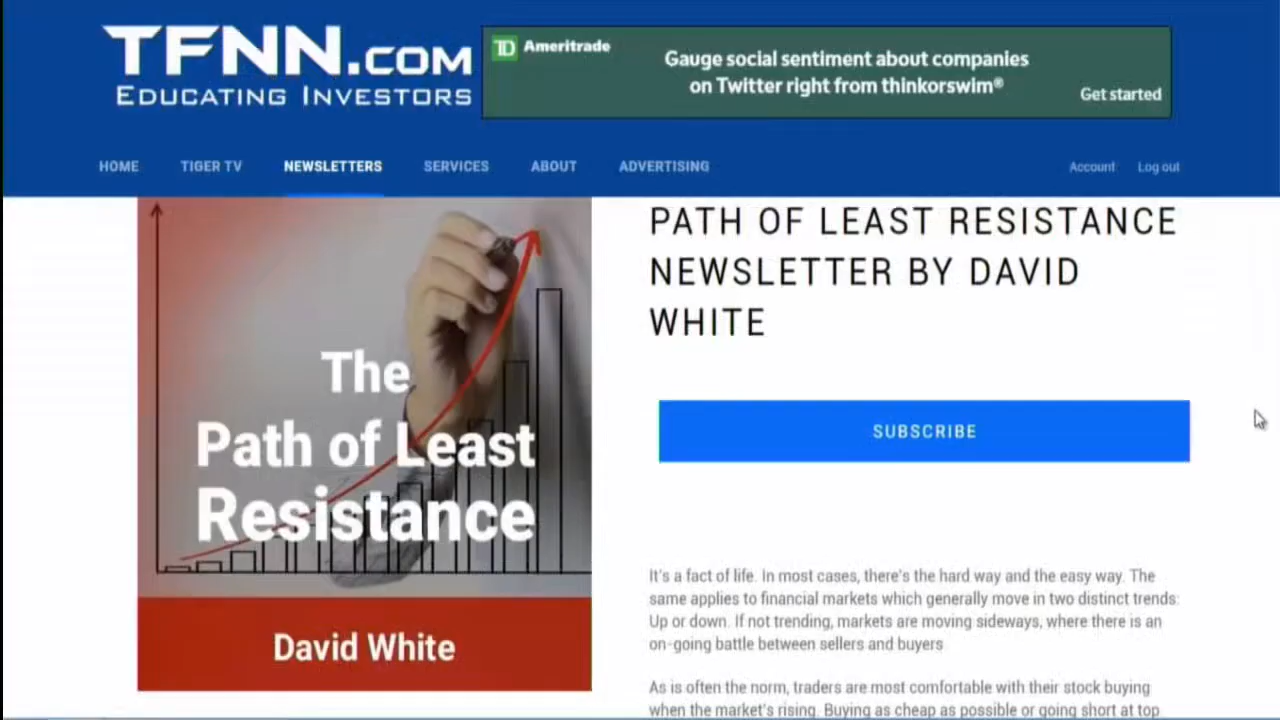 TFNN.COM
EDUCATING INVESTORS
TD Ameritrade
Gauge social sentiment about companies
on Twitter right from thinkorswim®
Get started
HOME TIGER TV NEWSLETTERS SERVICES ABOUT ADVERTISING
Account Log out
The
Path of Least
Resistance
David White
PATH OF LEAST RESISTANCE
NEWSLETTER BY DAVID
WHITE
SUBSCRIBE
It's a fact of life. In most cases, there's the hard way and the easy way. The
same applies to financial markets which generally move in two distinct trends:
Up or down. If not trending, markets are moving sideways, where there is an
on-going battle between sellers and buyers
As is often the norm, traders are most comfortable with their stock buying
when the market's rising. Buying as cheap as possible or going short at top